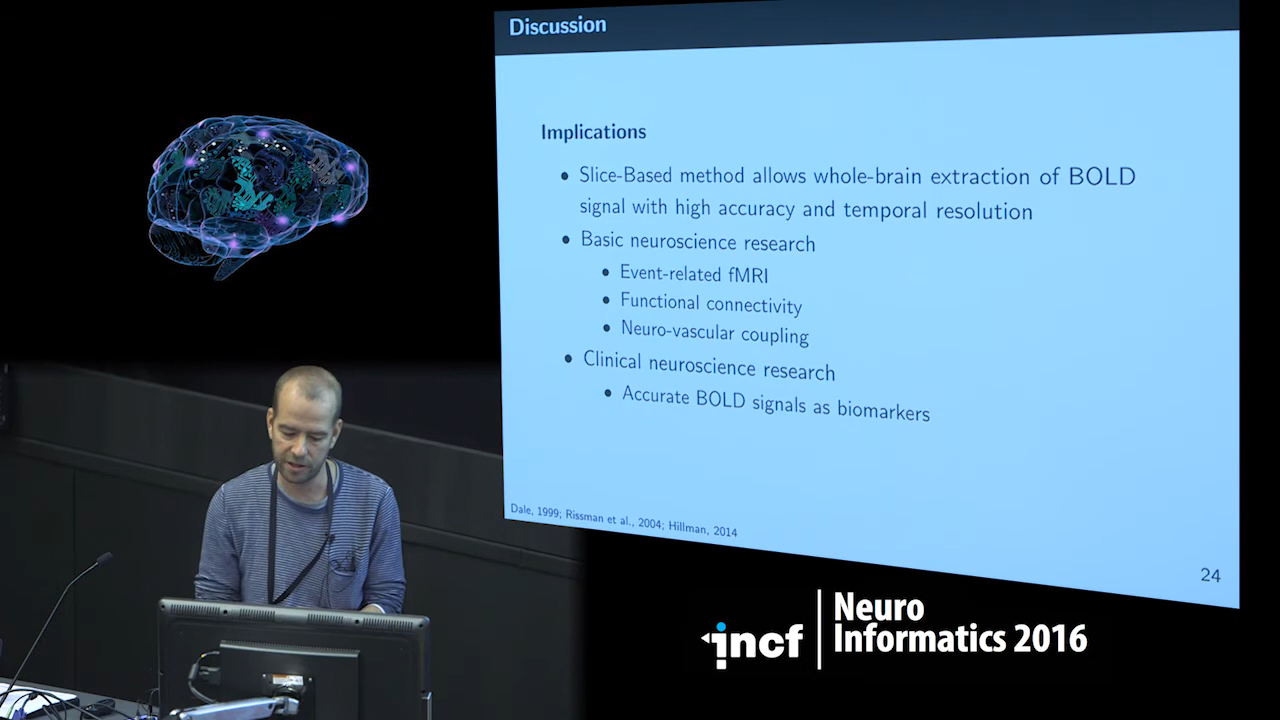 Discussion
Implications
• Slice-Based method allows whole-brain extraction of BOLD
signal with high accuracy and temporal resolution
• Basic neuroscience research
• Event-related fMRI
• Functional connectivity
• Neuro-vascular coupling
• Clinical neuroscience research
• Accurate BOLD signals as biomarkers
Dale, 1999; Rissman et al., 2004; Hillman, 2014
24
incf
Neuro
Informatics 2016